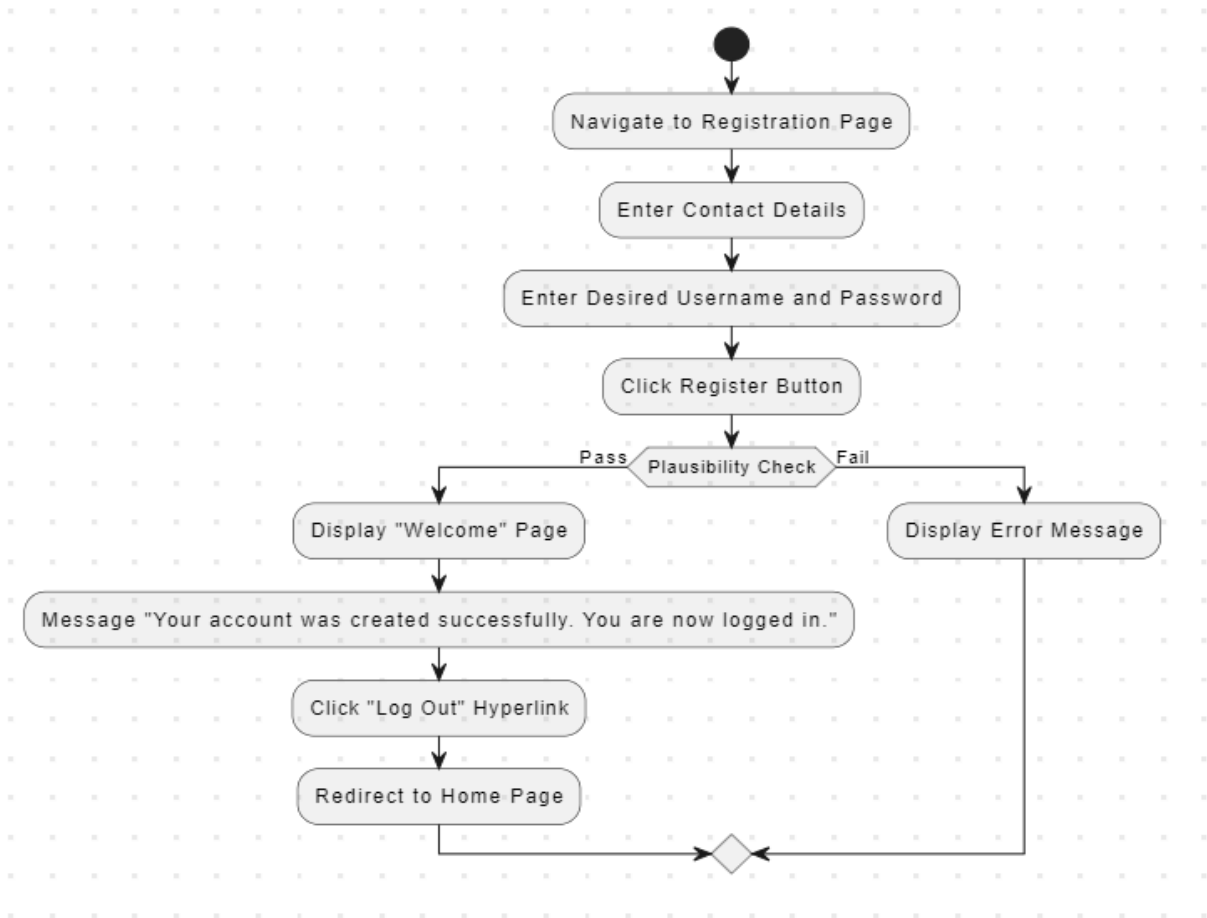 Navigate to Registration Page
Enter Contact Details
Enter Desired Username and Password
Click Register Button
Pass
Plausibility Check
Fail
Display "Welcome" Page
Display Error Message
Message "Your account was created successfully. You are now logged in."
Click "Log Out" Hyperlink
Redirect to Home Page